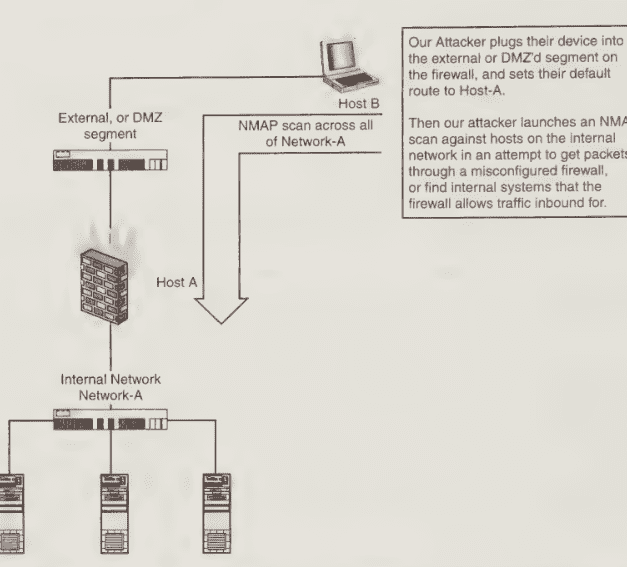 Our Attacker plugs their device into
the external or DMZ'd segment on
the firewall, and sets their default
route to Host-A.
Then our attacker launches an
scan against hosts on the internal
network in an attempt to get packets
through a misconfigured firewall,
or find internal systems that the
firewall allows traffic inbound for.
Host B
External, or DMZ
segment
NMAP scan across all
of Network-A
Host A
Internal Network
Network-A